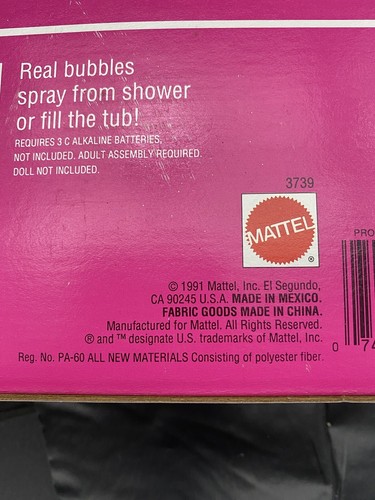 Real bubbles
spray from shower
or fill the tub!
REQUIRES 3 C ALKALINE BATTERIES,
NOT INCLUDED. ADULT ASSEMBLY REQUIRED.
DOLL NOT INCLUDED.
3739
MATTEL
®
© 1991 Mattel, Inc. El Segundo,
CA 90245 U.S.A. MADE IN MEXICO.
FABRIC GOODS MADE IN CHINA.
Manufactured for Mattel. All Rights Reserved.
® and ™ designate U.S. trademarks of Mattel, Inc.
Reg. No. PA-60 ALL NEW MATERIALS Consisting of polyester fiber.
PRO
0 74